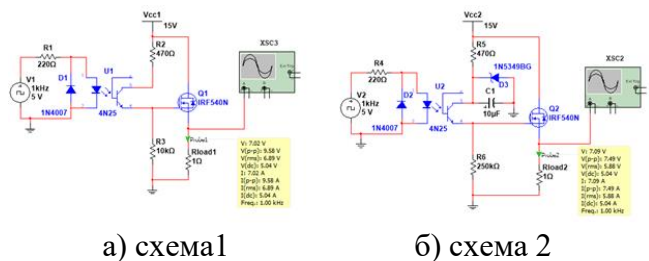 Vcc1
15V
XSC3
R1
220Ω
R2
470Ω
U1
D1
V1
1kHz
5 V
Q1
IRF540N
1N4007
4N25
R3
10kΩ
Rload1
1Ω
V: 7.02 V
V(p-p): 9.58 V
V(rms): 6.89 V
V(dc): 5.04 V
I: 7.02 A
I(p-p): 9.58 A
I(rms): 6.89 A
I(dc): 5.04 A
Freq.: 1.00 kHz
Vcc2
15V
XSC2
R4
220Ω
R5
470Ω
1N5349BG
D3
U2
D2
C1
10µF
V2
1kHz
5 V
Q2
IRF540N
1N4007
4N25
R6
250kΩ
Rload2
1Ω
V: 7.09 V
V(p-p): 7.49 V
V(rms): 5.88 V
V(dc): 5.04 V
I: 7.09 A
I(p-p): 7.49 A
I(rms): 5.88 A
I(dc): 5.04 A
Freq.: 1.00 kHz
а) схема1
б) схема 2